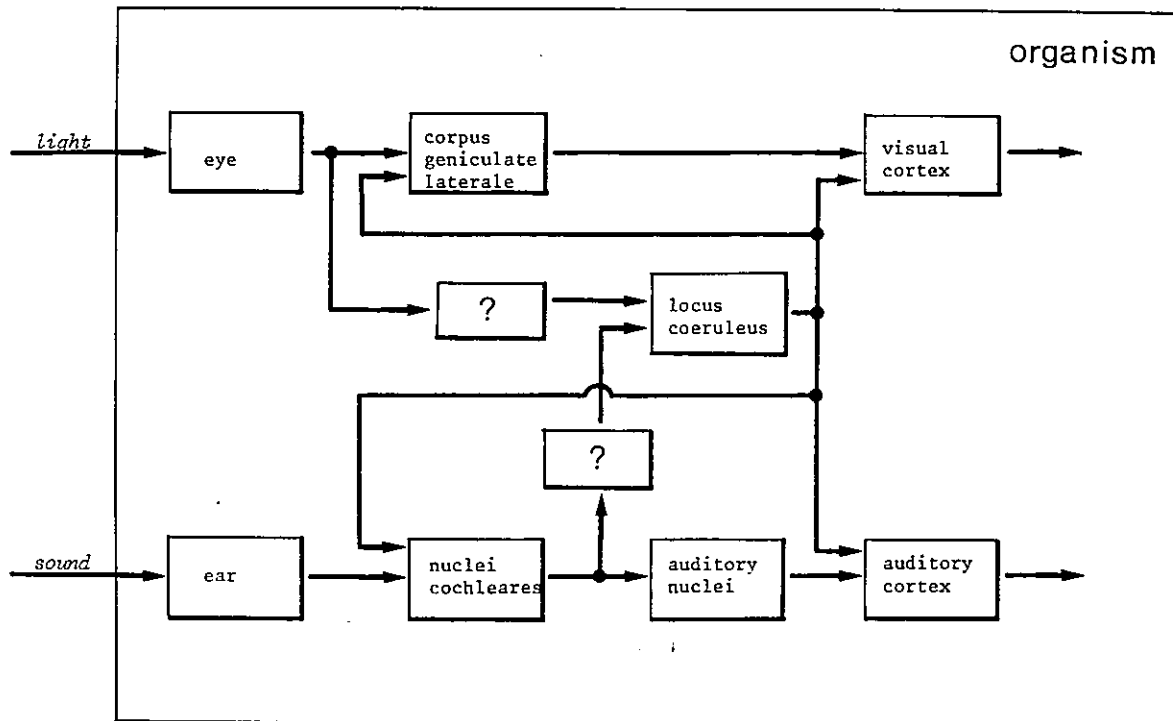 organism
light
eye
corpus
geniculate
laterale
visual
cortex
?
locus
coeruleus
?
sound
ear
nuclei
cochleares
auditory
nuclei
auditory
cortex